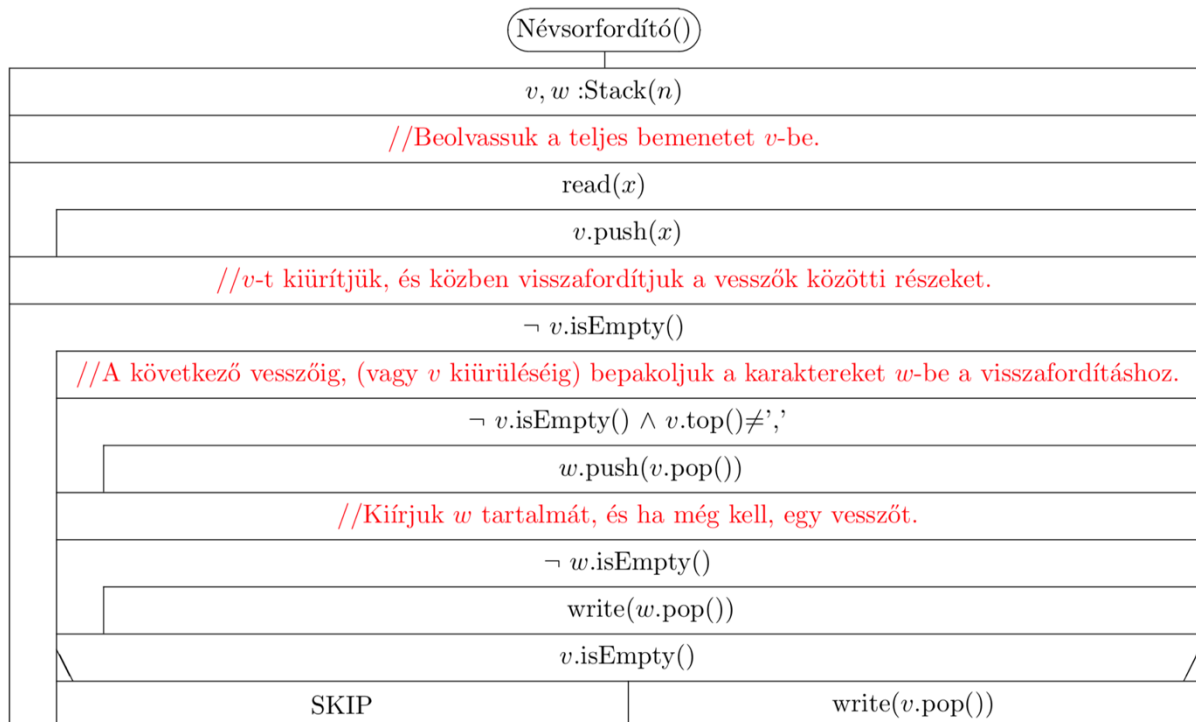 Névsorfordító()
v, w :Stack(n)
//Beolvassuk a teljes bemenetet v-be.
read(x)
v.push(x)
//v-t kiürítjük, és közben visszafordítjuk a vesszők közötti részeket.
¬ v.isEmpty()
//A következő vesszőig, (vagy v kiürüléséig) bepakoljuk a karaktereket w-be a visszafordításhoz.
¬ v.isEmpty() ∧ v.top()≠’,’
w.push(v.pop())
//Kiírjuk w tartalmát, és ha még kell, egy vesszőt.
¬ w.isEmpty()
write(w.pop())
v.isEmpty()
SKIP
write(v.pop())